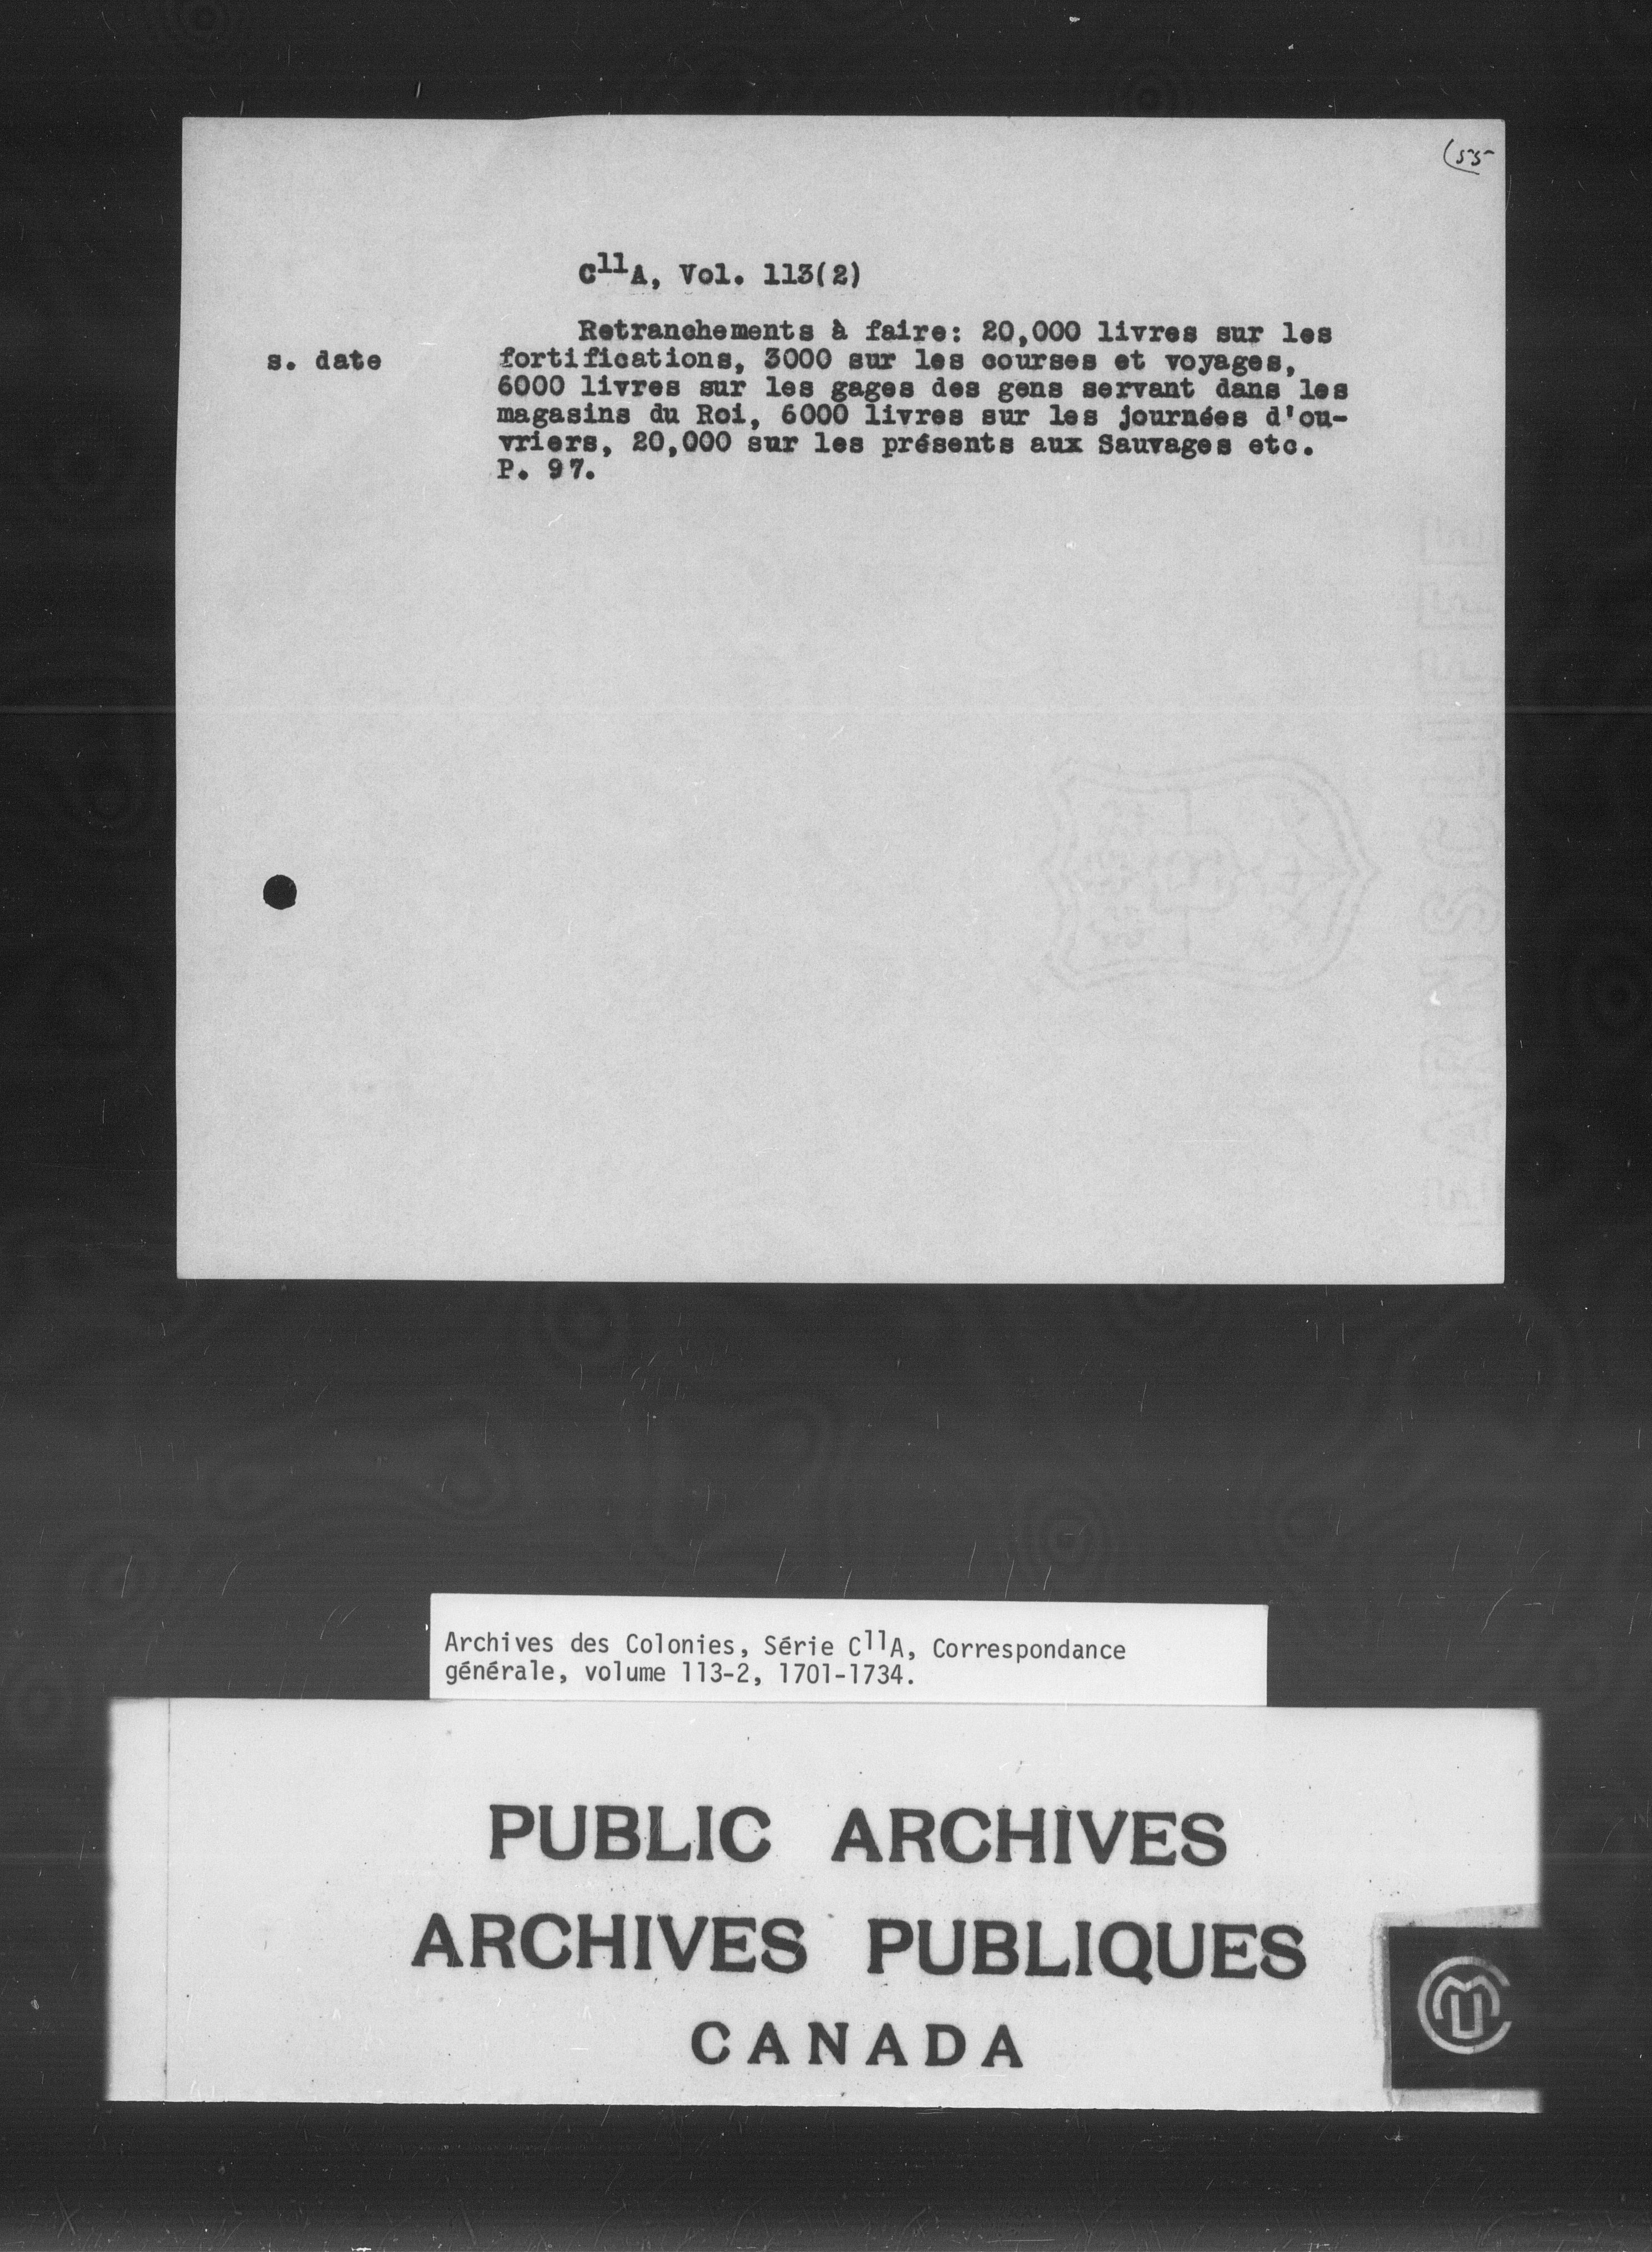 (55
C11A, Vol. 113(2)
Retranchements à faire: 20,000 livres sur les
s. date fortifications, 3000 sur les courses et voyages,
6000 livres sur les gages des gens servant dans les
magasins du Roi, 6000 livres sur les journées d'ou-
vriers, 20,000 sur les présents aux Sauvages etc.
P. 97.
Archives des Colonies, Série C11A, Correspondance
générale, volume 113-2, 1701-1734.
PUBLIC ARCHIVES
ARCHIVES PUBLIQUES
CANADA